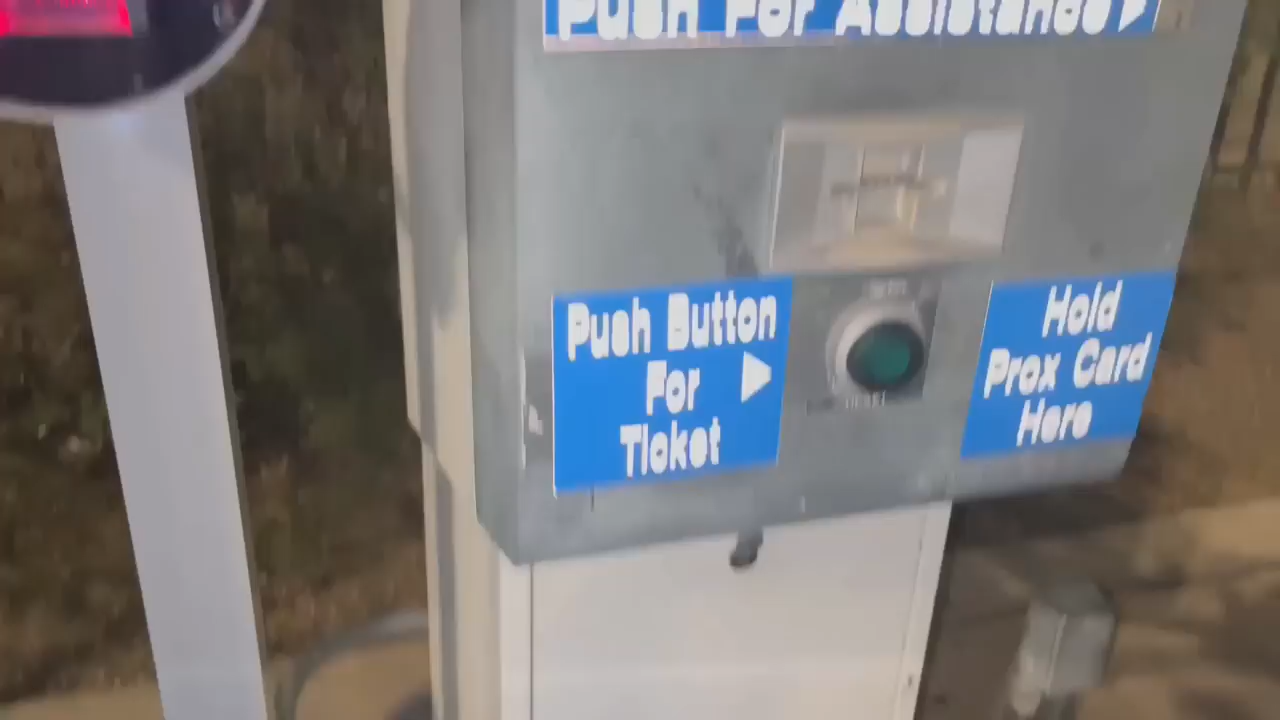 Push For Assistance
Push Button
For
Ticket
Hold
Prox Card
Here